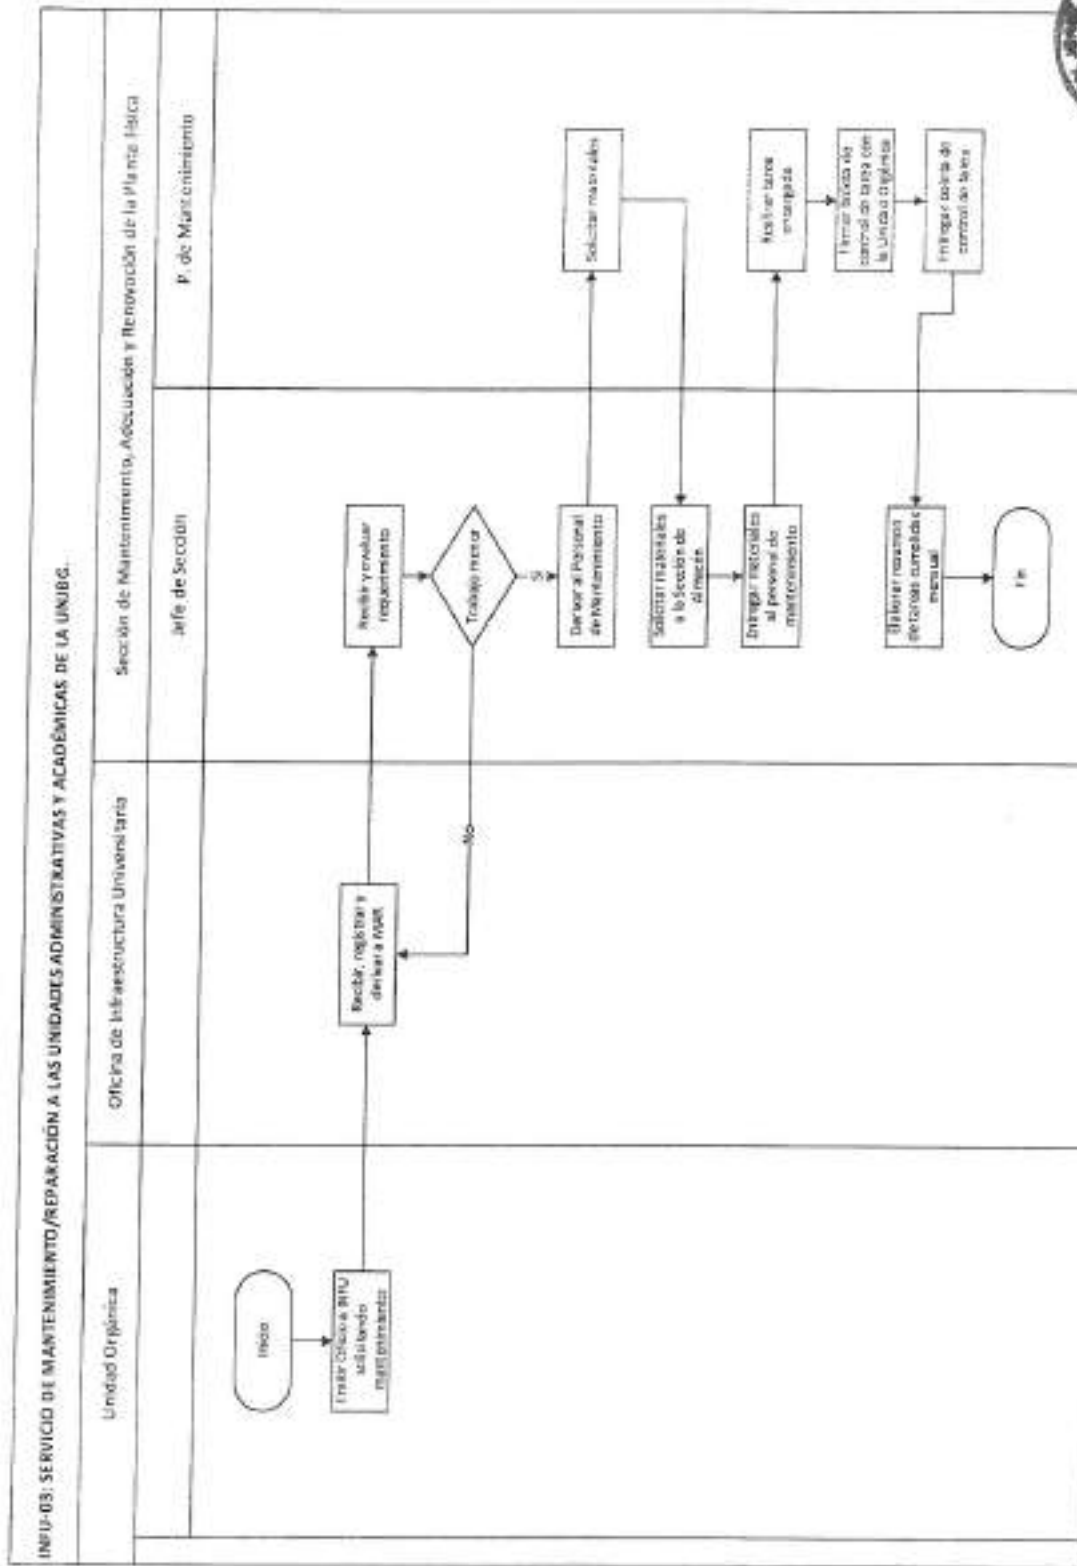 INFU-03: SERVICIO DE MANTENIMIENTO/REPARACIÓN A LAS UNIDADES ADMINISTRATIVAS Y ACADÉMICAS DE LA UNJBG.
Unidad Orgánica
Oficina de Infraestructura Universitaria
Sección de Mantenimiento, Adecuación y Renovación de la Planta Física
Jefe de Sección
P. de Mantenimiento
Inicio
Emitir Oficio a INFU
solicitando
mantenimiento
Recibir, registrar y
derivar a MAR
Recibir y evaluar
requerimiento
Trabajo menor
No
Si
Derivar al Personal
de Mantenimiento
Solicitar materiales
Solicitar materiales
a la Sección de
Almacén
Entregar materiales
al personal de
mantenimiento
Realizar tarea
encargada
Firmar boleta de
control de tarea con
la Unidad Orgánica
Entregar boleta de
control de tarea
Elaborar resumen
de tareas cumplidas
mensual
Fin